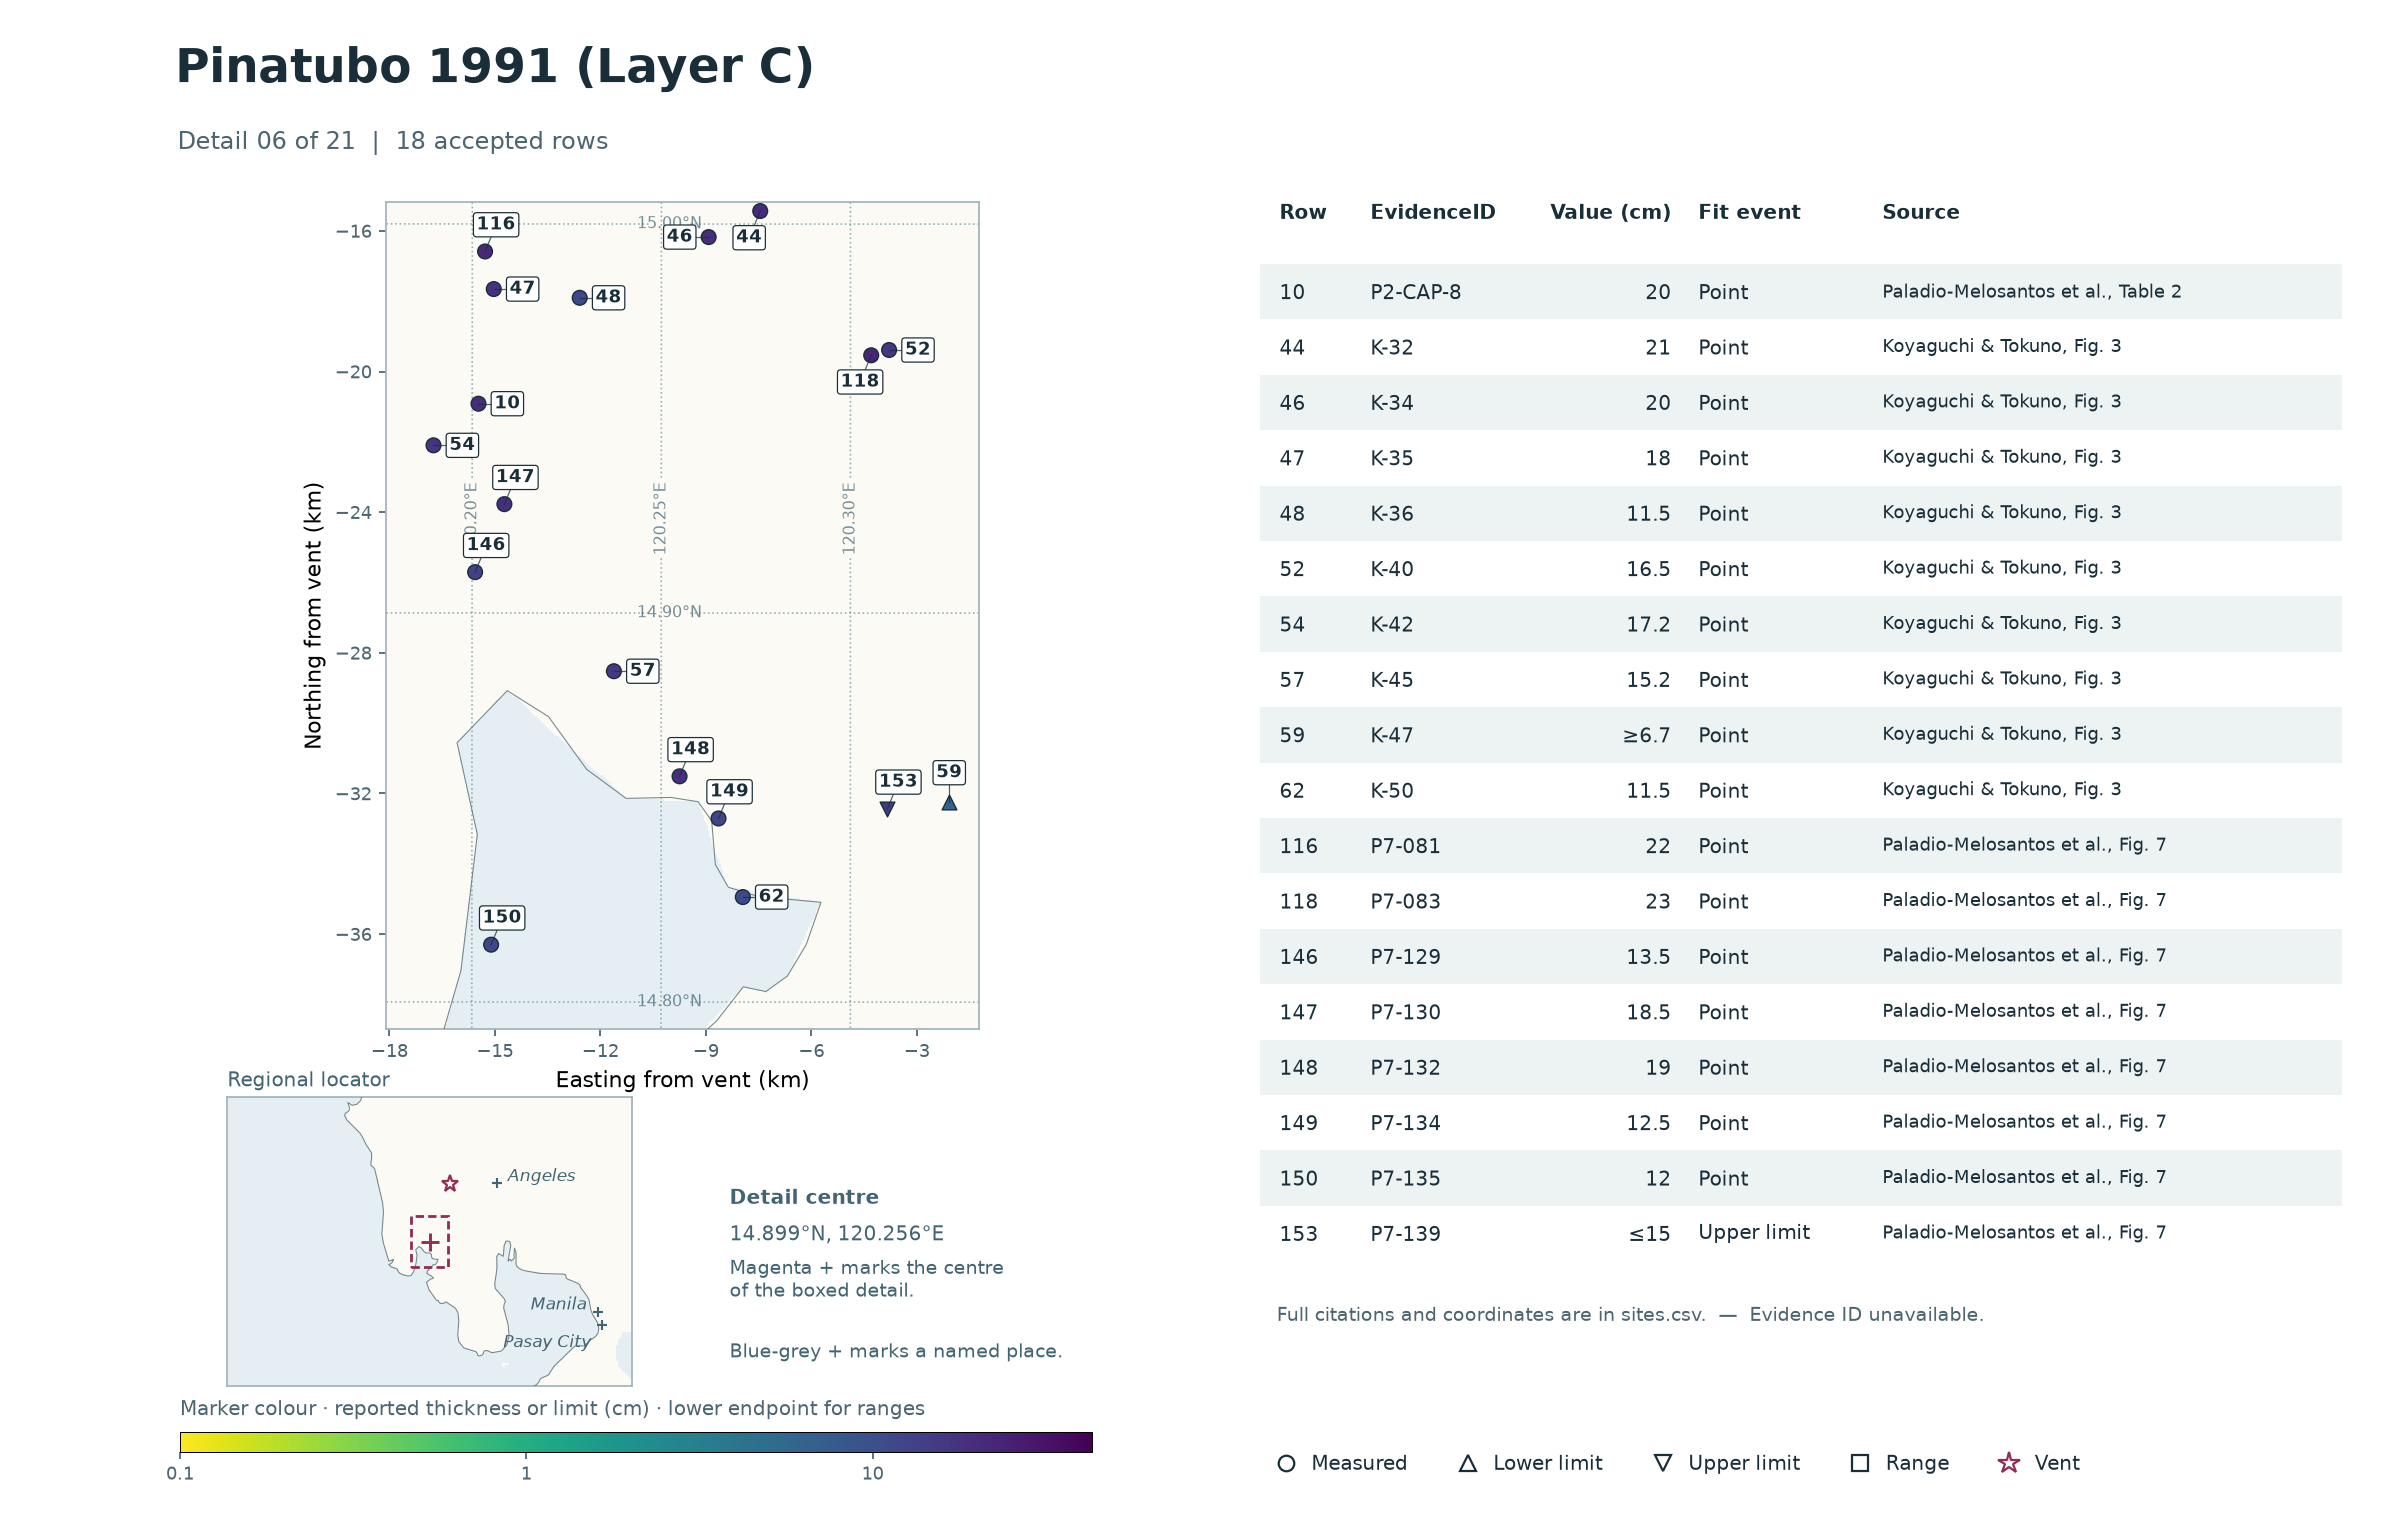 Pinatubo 1991 (Layer C)
Detail 06 of 21 | 18 accepted rows
Northing from vent (km)
−16
−20
−24
−28
−32
−36
15.00°N
14.90°N
14.80°N
0.20°E
120.25°E
120.30°E
116
46
44
47
48
52
118
10
54
147
146
57
148
149
153
59
62
150
−18
−15
−12
−9
−6
−3
Easting from vent (km)
Regional locator
Angeles
Manila
Pasay City
Detail centre
14.899°N, 120.256°E
Magenta + marks the centre
of the boxed detail.
Blue-grey + marks a named place.
Marker colour · reported thickness or limit (cm) · lower endpoint for ranges
0.1
1
10
Row EvidenceID Value (cm) Fit event Source
10 P2-CAP-8 20 Point Paladio-Melosantos et al., Table 2
44 K-32 21 Point Koyaguchi & Tokuno, Fig. 3
46 K-34 20 Point Koyaguchi & Tokuno, Fig. 3
47 K-35 18 Point Koyaguchi & Tokuno, Fig. 3
48 K-36 11.5 Point Koyaguchi & Tokuno, Fig. 3
52 K-40 16.5 Point Koyaguchi & Tokuno, Fig. 3
54 K-42 17.2 Point Koyaguchi & Tokuno, Fig. 3
57 K-45 15.2 Point Koyaguchi & Tokuno, Fig. 3
59 K-47 ≥6.7 Point Koyaguchi & Tokuno, Fig. 3
62 K-50 11.5 Point Koyaguchi & Tokuno, Fig. 3
116 P7-081 22 Point Paladio-Melosantos et al., Fig. 7
118 P7-083 23 Point Paladio-Melosantos et al., Fig. 7
146 P7-129 13.5 Point Paladio-Melosantos et al., Fig. 7
147 P7-130 18.5 Point Paladio-Melosantos et al., Fig. 7
148 P7-132 19 Point Paladio-Melosantos et al., Fig. 7
149 P7-134 12.5 Point Paladio-Melosantos et al., Fig. 7
150 P7-135 12 Point Paladio-Melosantos et al., Fig. 7
153 P7-139 ≤15 Upper limit Paladio-Melosantos et al., Fig. 7
Full citations and coordinates are in sites.csv. — Evidence ID unavailable.
Measured
Lower limit
Upper limit
Range
Vent